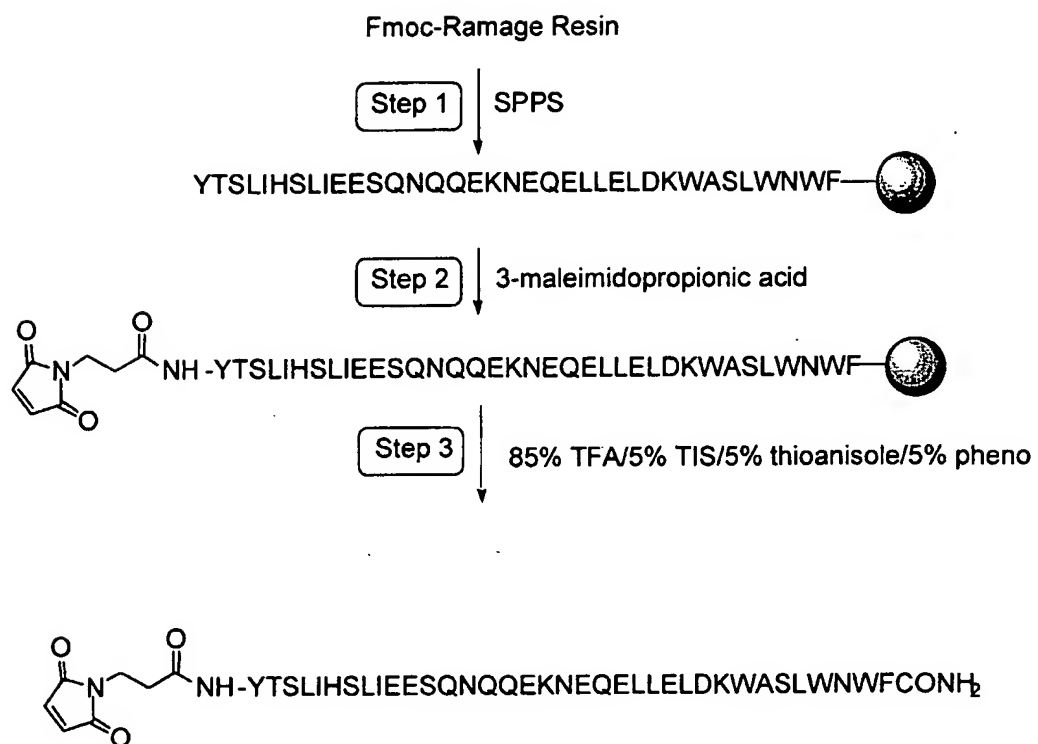 Fmoc-Ramage Resin
Step 1
SPPS
YTSLIHSLIEESQNQQEKNEQELLELDKWASLWNWF
Step 2
3-maleimidopropionic acid
O
O
N
NH -YTSLIHSLIEESQNQQEKNEQELLELDKWASLWNWF
O
Step 3
85% TFA/5% TIS/5% thioanisole/5% pheno
O
O
N
NH-YTSLIHSLIEESQNQQEKNEQELLELDKWASLWNWFCONH2
O